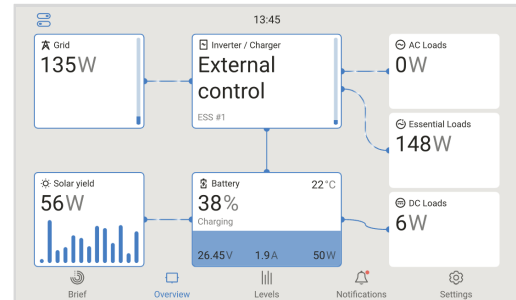 13:45
Grid
135W
Inverter / Charger
External
control
ESS #1
AC Loads
0W
Essential Loads
148W
Solar yield
56W
Battery
22°C
38%
Charging
26.45V 1.9A 50W
DC Loads
6W
Brief
Overview
Levels
Notifications
Settings